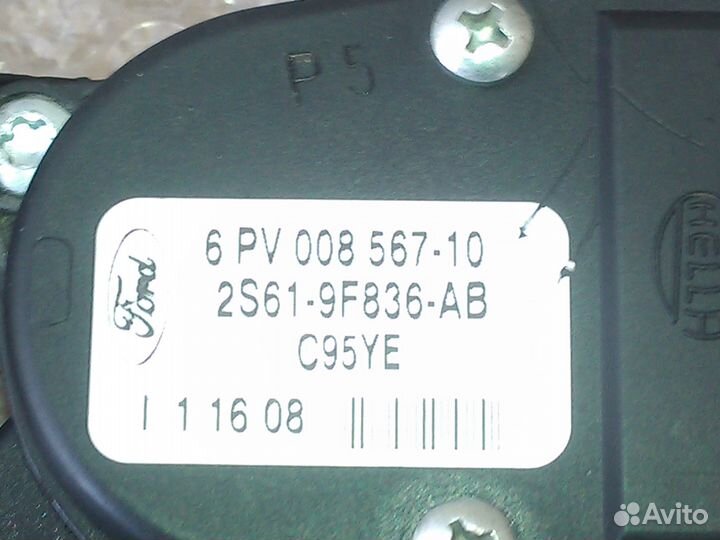 P5
6 PV 008 567-10
2S61-9F836-AB
C95YE
I 1 16 08
Ford
HELLA
Avito